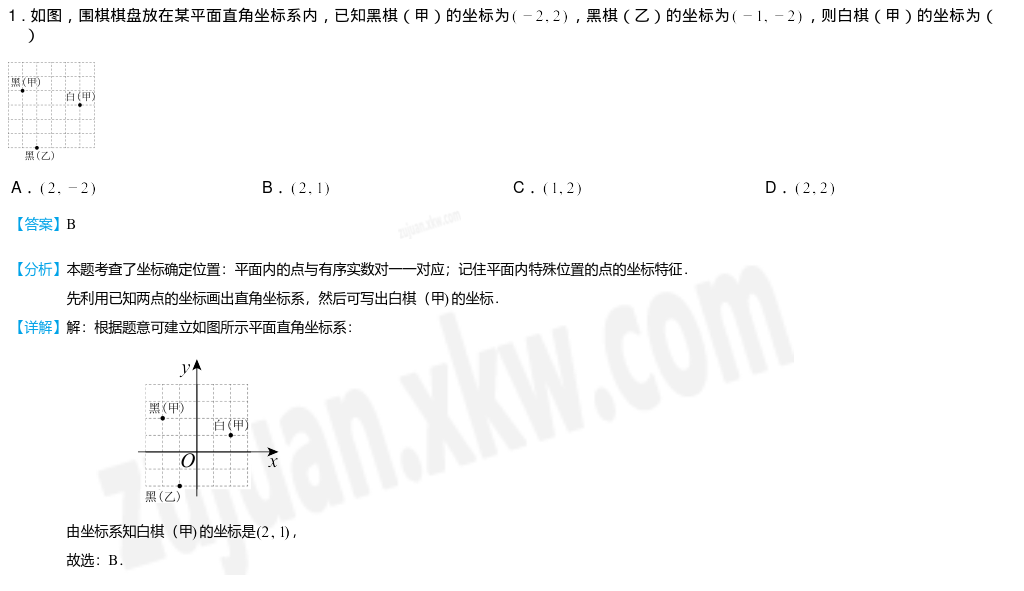 1．如图，围棋棋盘放在某平面直角坐标系内，已知黑棋（甲）的坐标为(－2, 2)，黑棋（乙）的坐标为(－1, －2)，则白棋（甲）的坐标为（
）
黑(甲)
白(甲)
黑(乙)
A．(2, －2) B．(2, 1) C．(1, 2) D．(2, 2)
【答案】B
zujuan.xkw.com
【分析】本题考查了坐标确定位置：平面内的点与有序实数对一一对应；记住平面内特殊位置的点的坐标特征．
先利用已知两点的坐标画出直角坐标系，然后可写出白棋（甲)的坐标．
【详解】解：根据题意可建立如图所示平面直角坐标系：
y
黑(甲)
白(甲)
O x
黑(乙)
由坐标系知白棋（甲)的坐标是(2, 1)，
故选：B．
zujuan.xkw.com